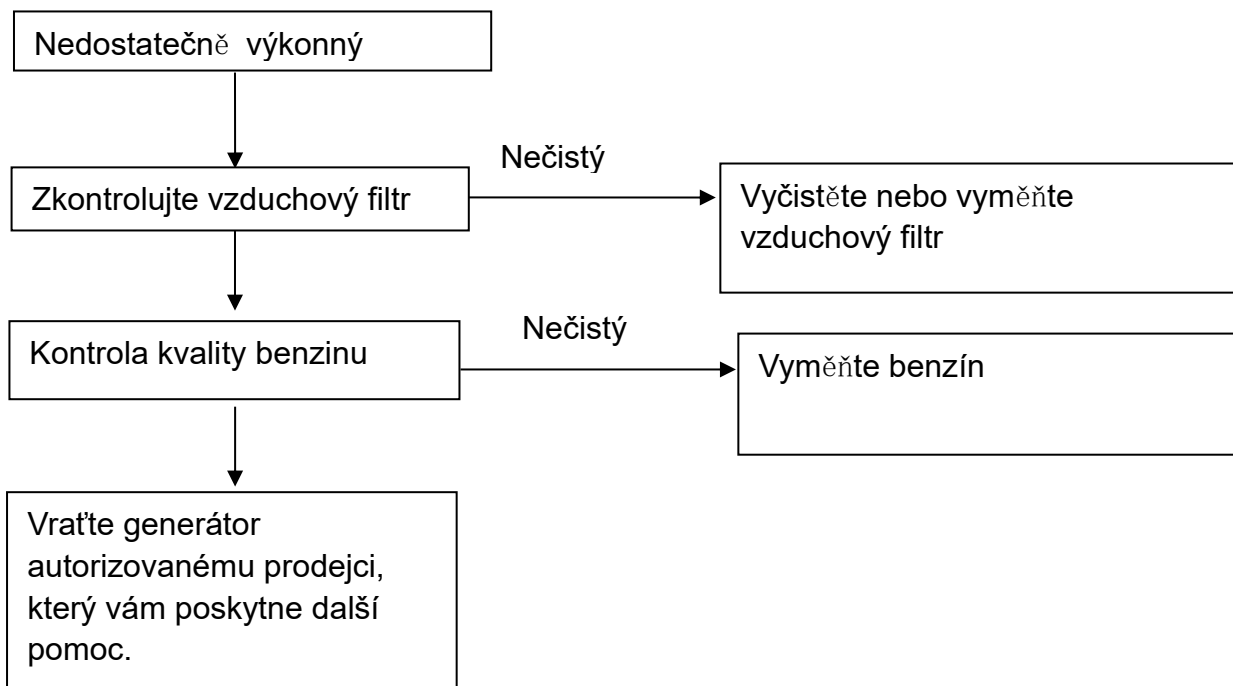 Nedostatečně výkonný
Nečistý
Zkontrolujte vzduchový filtr
Vyčistěte nebo vyměňte
vzduchový filtr
Nečistý
Kontrola kvality benzinu
Vyměňte benzín
Vraťte generátor
autorizovanému prodejci,
který vám poskytne další
pomoc.